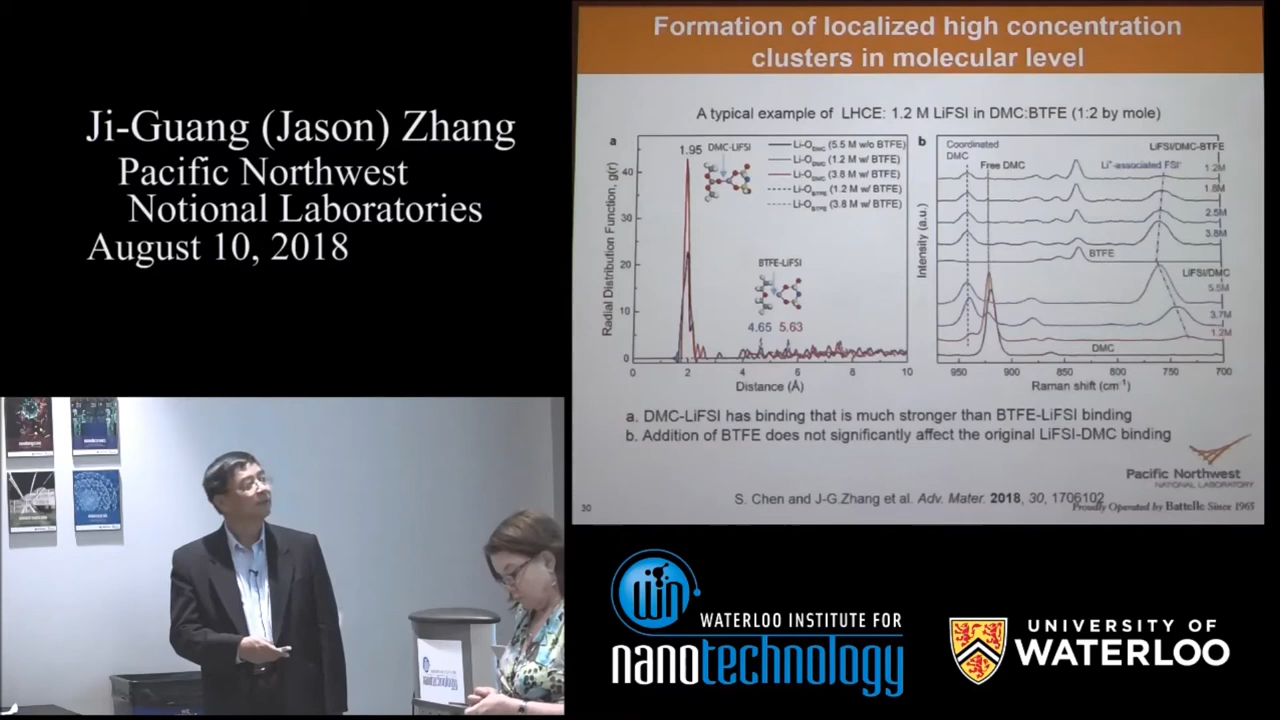 Ji-Guang (Jason) Zhang
Pacific Northwest
Notional Laboratories
August 10, 2018
Formation of localized high concentration
clusters in molecular level
A typical example of LHCE: 1.2 M LiFSI in DMC:BTFE (1:2 by mole)
a
1.95
DMC-LiFSI
Li-O_DMC (5.5 M w/o BTFE)
Li-O_DMC (1.2 M w/ BTFE)
Li-O_DMC (3.8 M w/ BTFE)
Li-O_BTFE (1.2 M w/ BTFE)
Li-O_BTFE (3.8 M w/ BTFE)
BTFE-LiFSI
4.65 5.63
Radial Distribution Function, g(r)
40
30
20
10
0
0 2 4 6 8 10
Distance (Å)
b
Coordinated
DMC
Free DMC
LiFSI/DMC-BTFE
Li⁺-associated FSI⁻
1.2M
1.8M
2.5M
3.8M
BTFE
LiFSI/DMC
5.5M
3.7M
1.2M
DMC
Intensity (a.u.)
950 900 850 800 750 700
Raman shift (cm⁻¹)
a. DMC-LiFSI has binding that is much stronger than BTFE-LiFSI binding
b. Addition of BTFE does not significantly affect the original LiFSI-DMC binding
Pacific Northwest
NATIONAL LABORATORY
S. Chen and J-G.Zhang et al. Adv. Mater. 2018, 30, 1706102
Proudly Operated by Battelle Since 1965
30
WIN
WATERLOO INSTITUTE FOR
nanotechnology
UNIVERSITY OF
WATERLOO